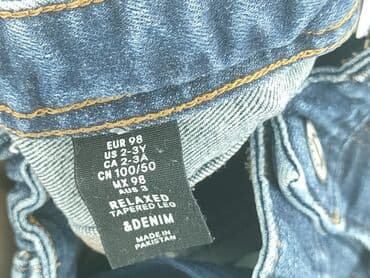 EUR 98
US 2-3Y
CA 2-3A
CN 100/50
MX 98
AUS 3
RELAXED
TAPERED LEG
&DENIM
MADE IN
PAKISTAN